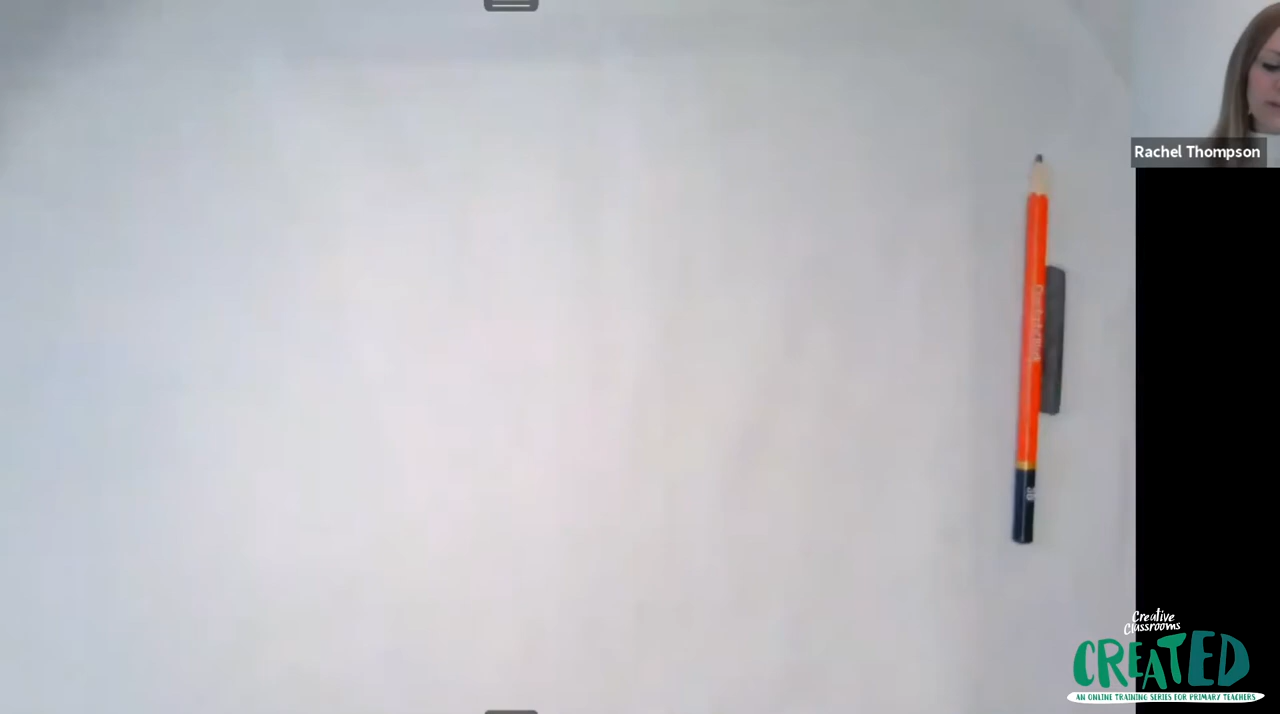 Rachel Thompson
Creative
Classrooms
CREATED
AN ONLINE TRAINING SERIES FOR PRIMARY TEACHERS